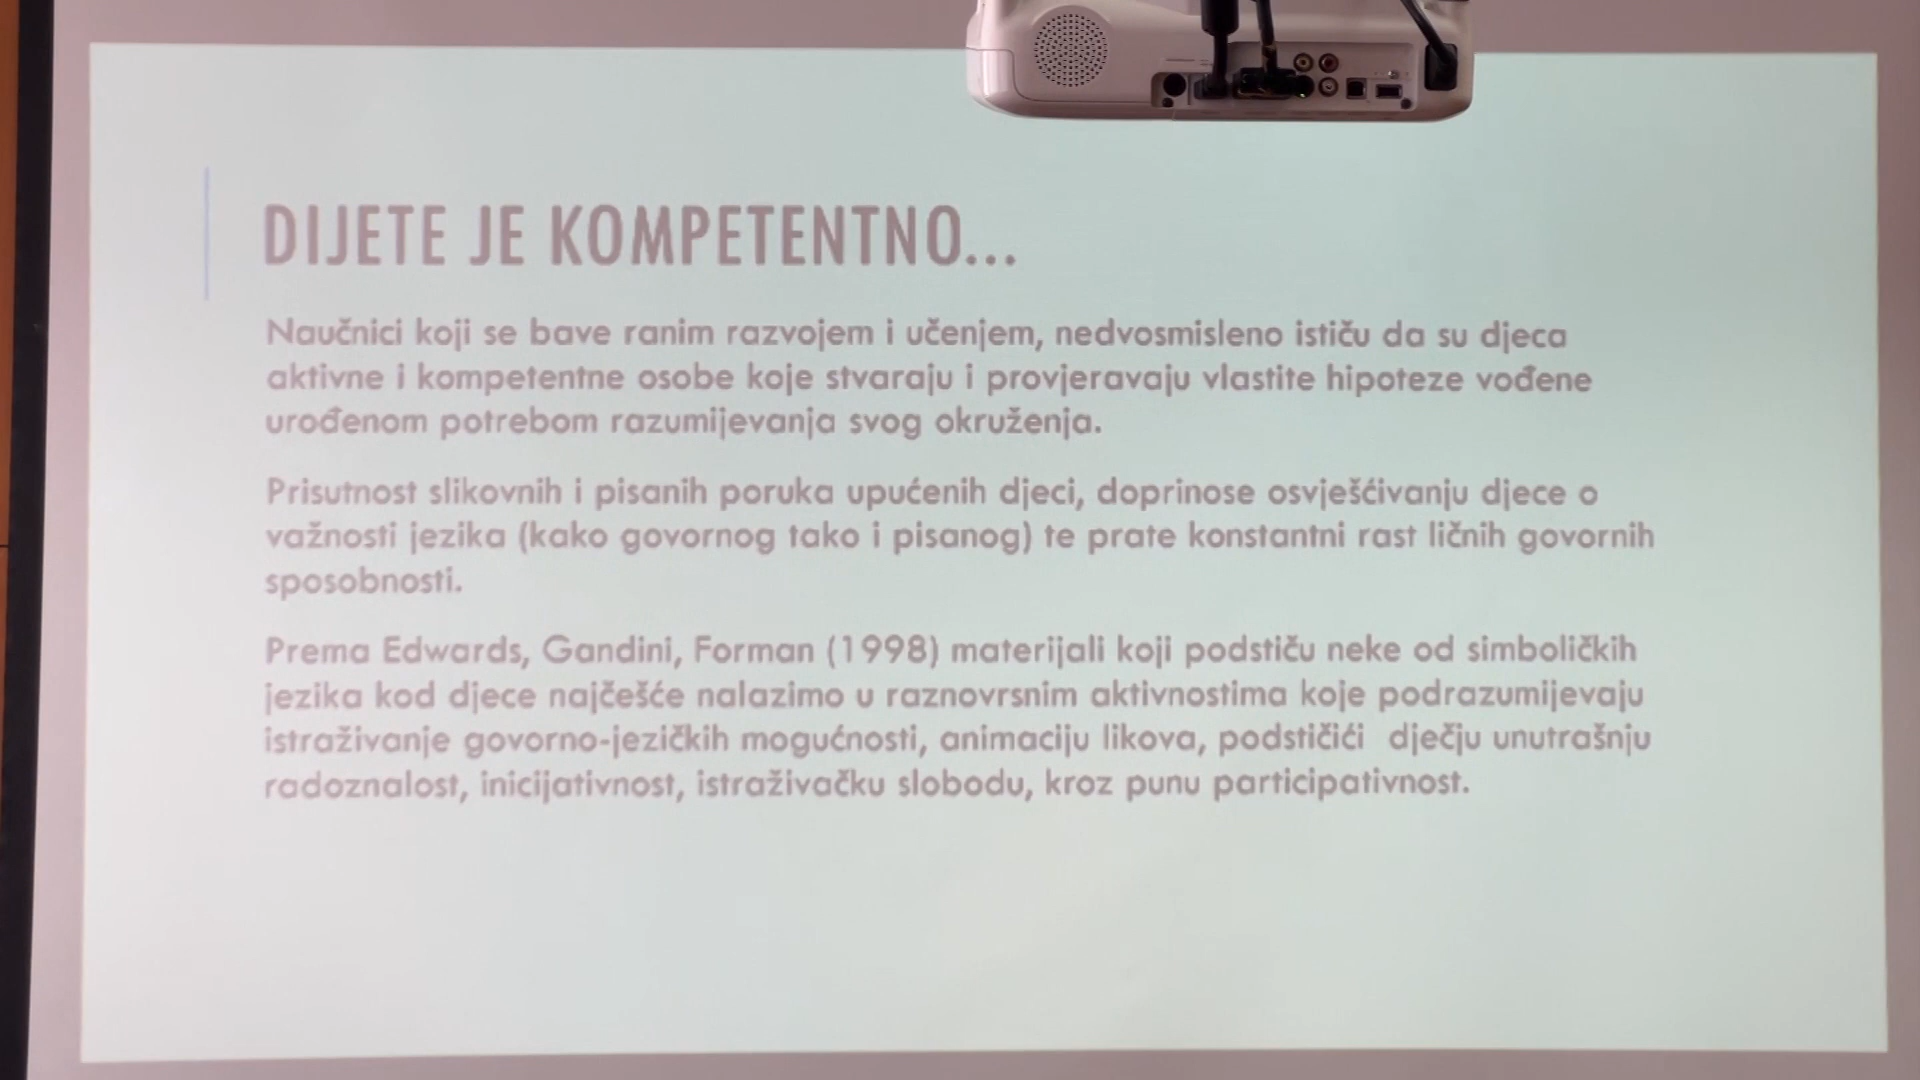 DIJETE JE KOMPETENTNO...
Naučnici koji se bave ranim razvojem i učenjem, nedvosmisleno ističu da su djeca
aktivne i kompetentne osobe koje stvaraju i provjeravaju vlastite hipoteze vođene
urođenom potrebom razumijevanja svog okruženja.
Prisutnost slikovnih i pisanih poruka upućenih djeci, doprinose osvješćivanju djece o
važnosti jezika (kako govornog tako i pisanog) te prate konstantni rast ličnih govornih
sposobnosti.
Prema Edwards, Gandini, Forman (1998) materijali koji podstiču neke od simboličkih
jezika kod djece najčešće nalazimo u raznovrsnim aktivnostima koje podrazumijevaju
istraživanje govorno-jezičkih mogućnosti, animaciju likova, podstičići dječju unutrašnju
radoznalost, inicijativnost, istraživačku slobodu, kroz punu participativnost.